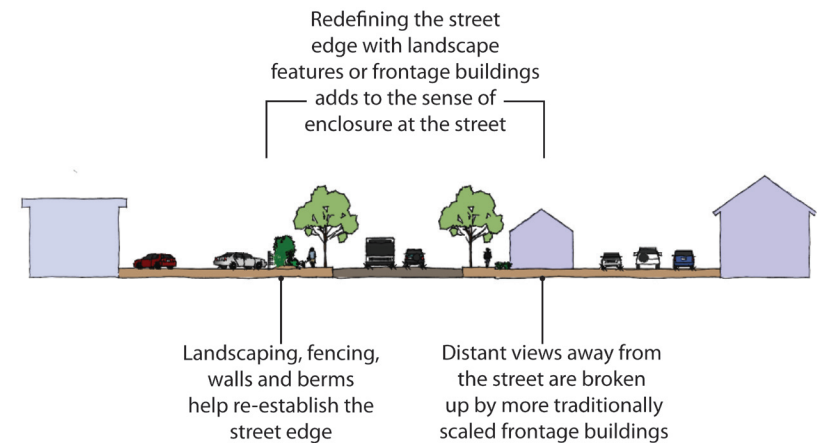 Redefining the street
edge with landscape
features or frontage buildings
adds to the sense of
enclosure at the street
Landscaping, fencing,
walls and berms
help re-establish the
street edge
Distant views away from
the street are broken
up by more traditionally
scaled frontage buildings